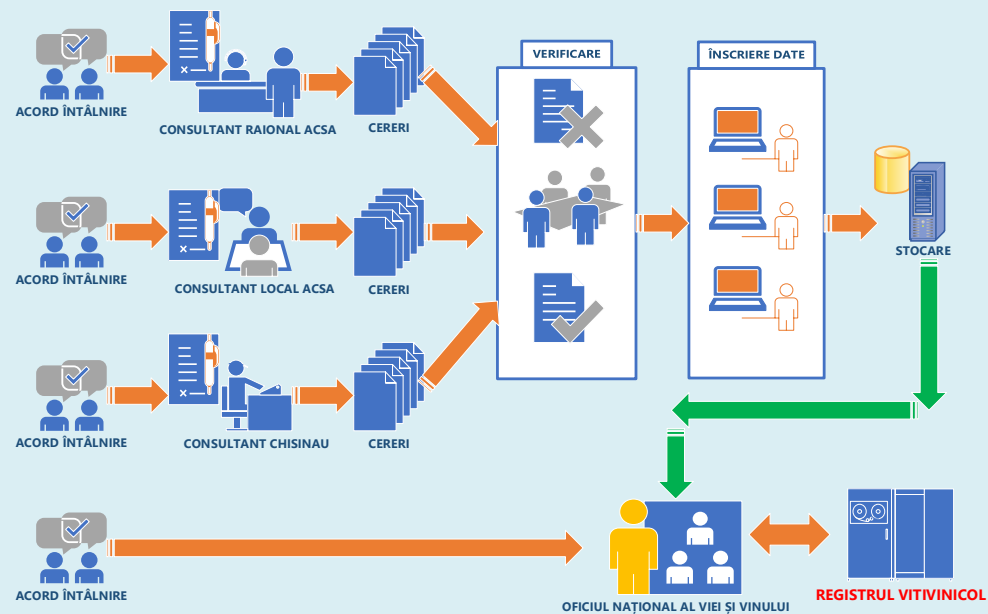 ACORD ÎNTÂLNIRE
CONSULTANT RAIONAL ACSA
CERERI
VERIFICARE
ÎNSCRIERE DATE
ACORD ÎNTÂLNIRE
CONSULTANT LOCAL ACSA
CERERI
STOCARE
ACORD ÎNTÂLNIRE
CONSULTANT CHISINAU
CERERI
ACORD ÎNTÂLNIRE
OFICIUL NAȚIONAL AL VIEI ȘI VINULUI
REGISTRUL VITIVINICOL